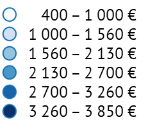 400 – 1 000 €
1 000 – 1 560 €
1 560 – 2 130 €
2 130 – 2 700 €
2 700 – 3 260 €
3 260 – 3 850 €